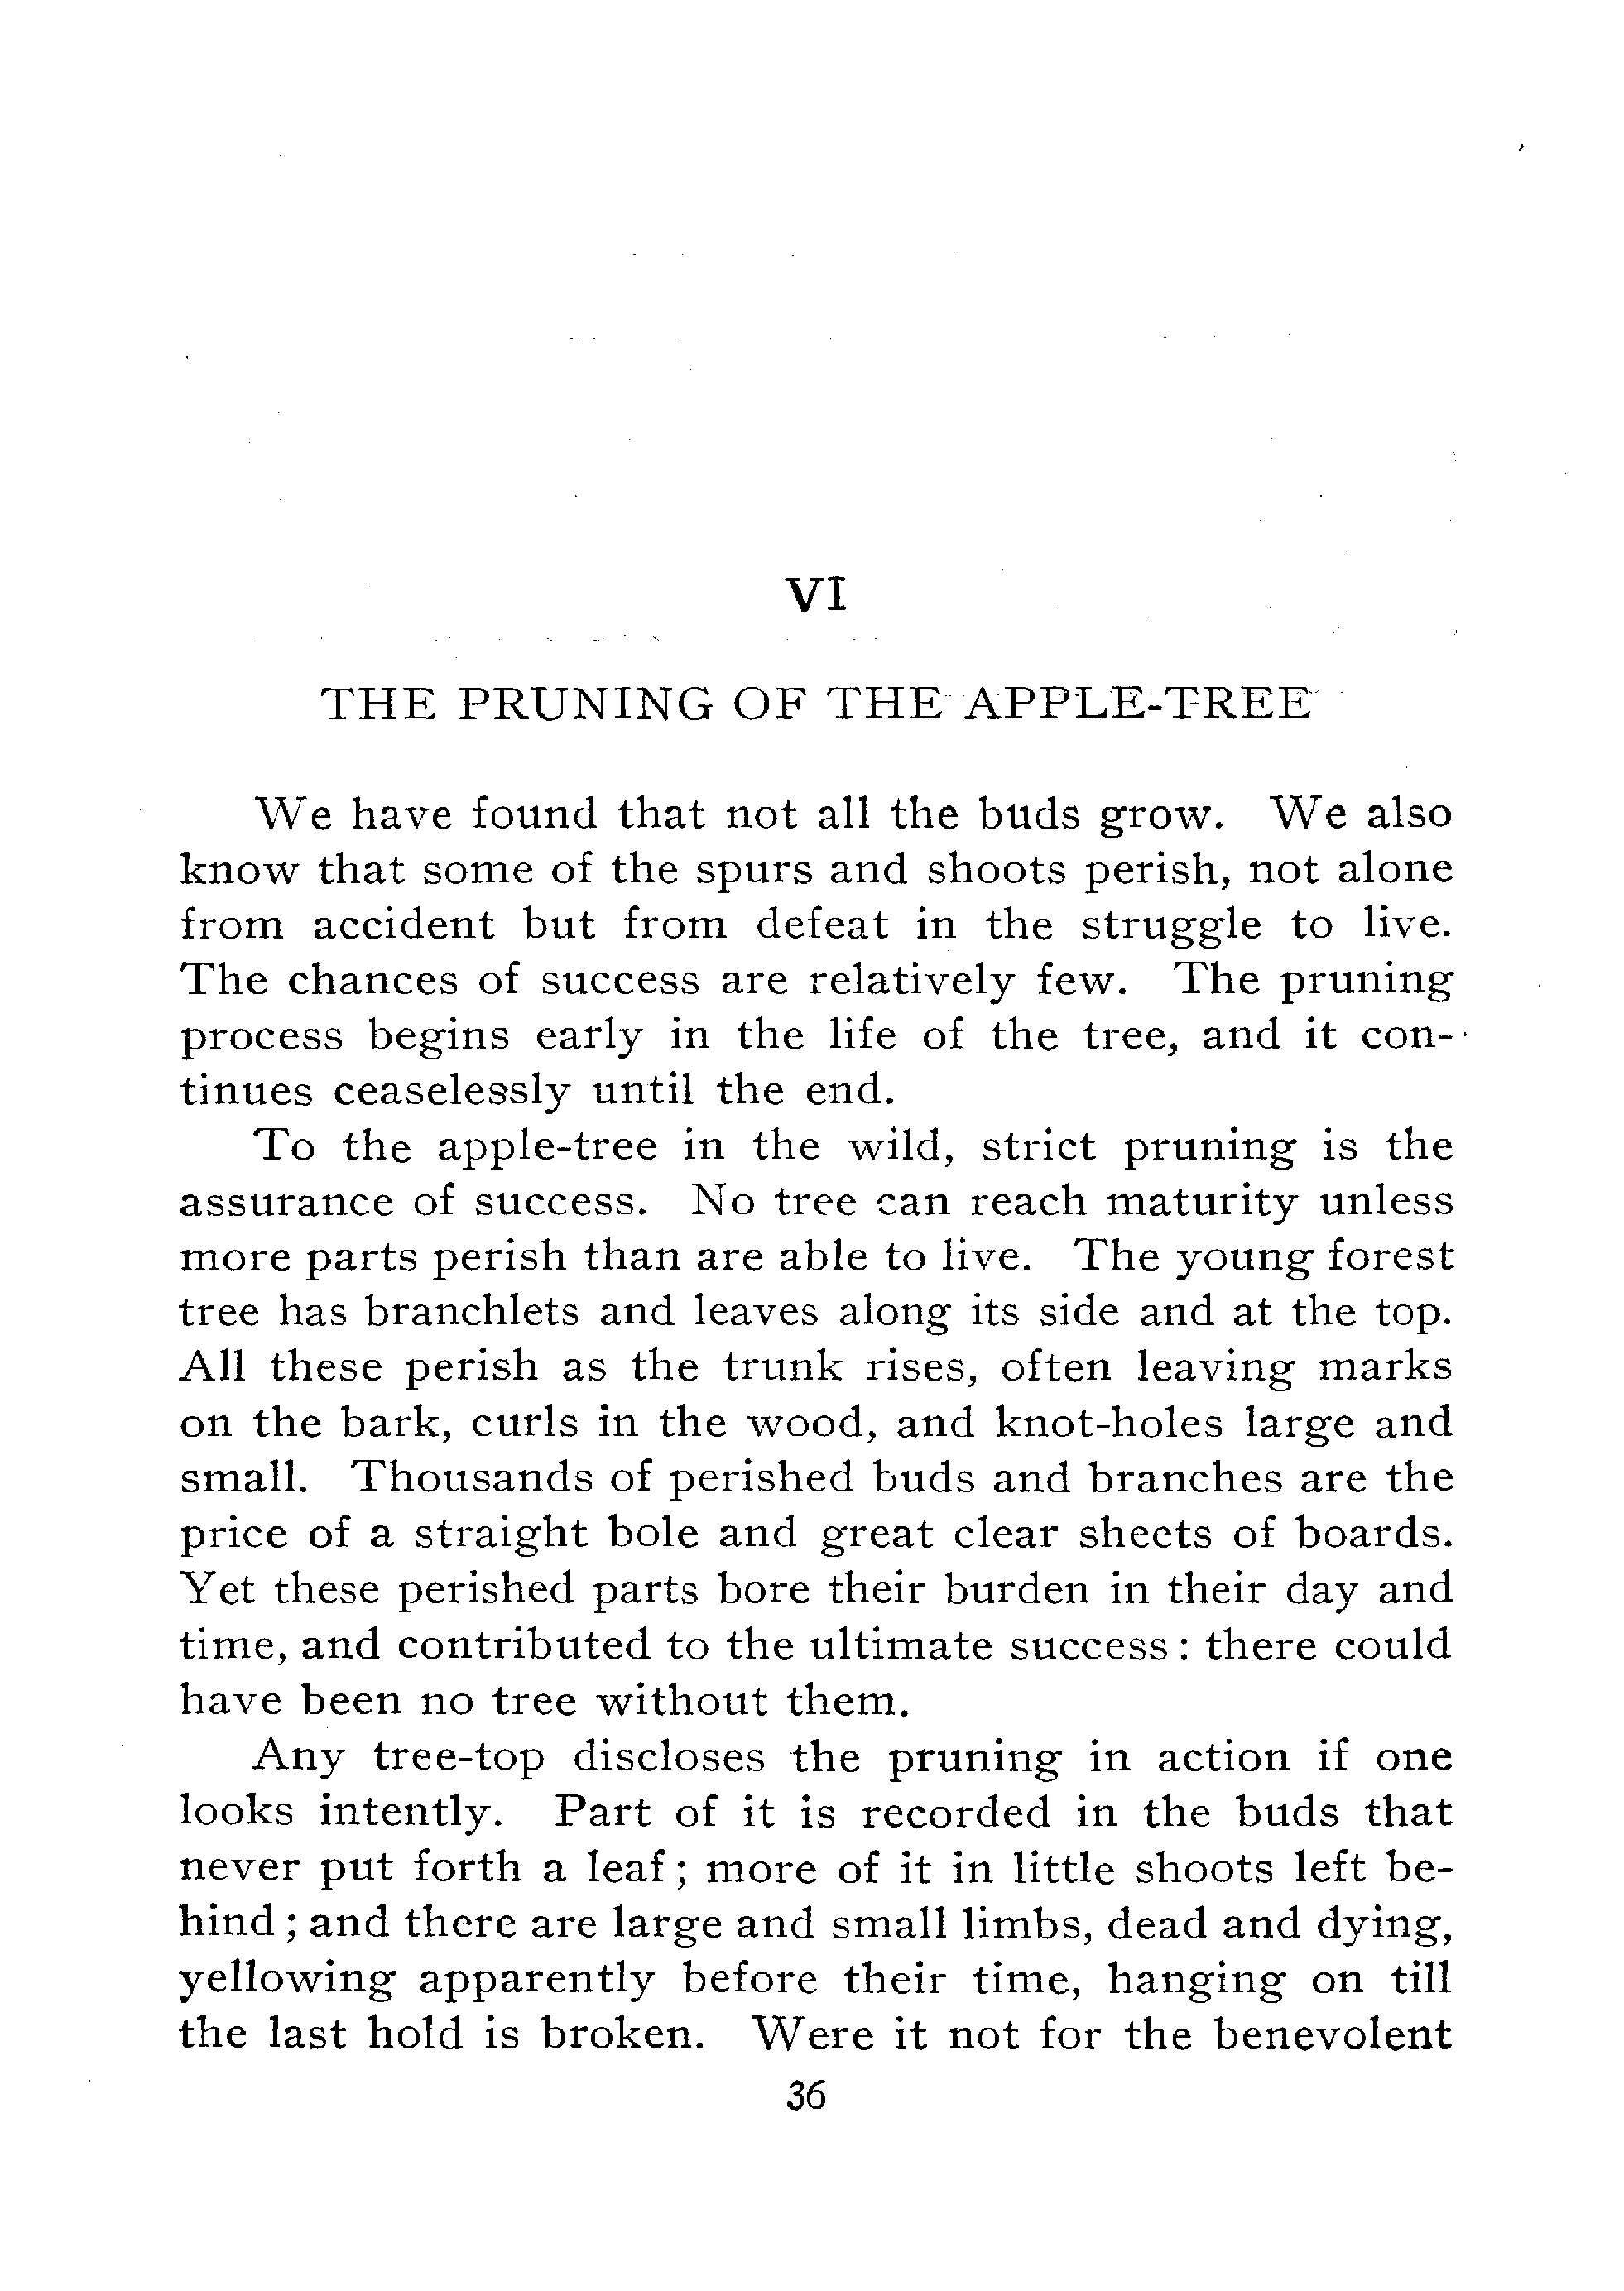 VI
THE PRUNING OF THE APPLE-TREE
We have found that not all the buds grow. We also
know that some of the spurs and shoots perish, not alone
from accident but from defeat in the struggle to live.
The chances of success are relatively few. The pruning
process begins early in the life of the tree, and it con-
tinues ceaselessly until the end.
To the apple-tree in the wild, strict pruning is the
assurance of success. No tree can reach maturity unless
more parts perish than are able to live. The young forest
tree has branchlets and leaves along its side and at the top.
All these perish as the trunk rises, often leaving marks
on the bark, curls in the wood, and knot-holes large and
small. Thousands of perished buds and branches are the
price of a straight bole and great clear sheets of boards.
Yet these perished parts bore their burden in their day and
time, and contributed to the ultimate success: there could
have been no tree without them.
Any tree-top discloses the pruning in action if one
looks intently. Part of it is recorded in the buds that
never put forth a leaf; more of it in little shoots left be-
hind; and there are large and small limbs, dead and dying,
yellowing apparently before their time, hanging on till
the last hold is broken. Were it not for the benevolent
36